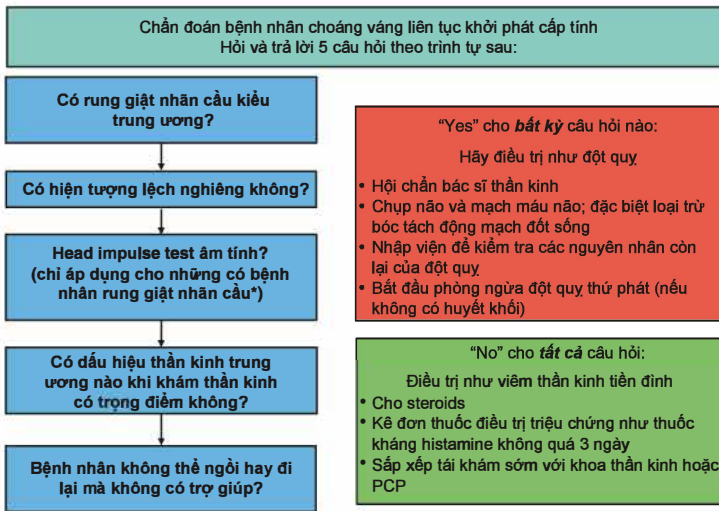 Chẩn đoán bệnh nhân choáng váng liên tục khởi phát cấp tính
Hỏi và trả lời 5 câu hỏi theo trình tự sau:
Có rung giật nhãn cầu kiểu
trung ương?
Có hiện tượng lệch nghiêng không?
Head impulse test âm tính?
(chỉ áp dụng cho những có bệnh
nhân rung giật nhãn cầu*)
Có dấu hiệu thần kinh trung
ương nào khi khám thần kinh
có trọng điểm không?
Bệnh nhân không thể ngồi hay đi
lại mà không có trợ giúp?
“Yes” cho bất kỳ câu hỏi nào:
Hãy điều trị như đột quỵ
• Hội chẩn bác sĩ thần kinh
• Chụp não và mạch máu não; đặc biệt loại trừ
bóc tách động mạch đốt sống
• Nhập viện để kiểm tra các nguyên nhân còn
lại của đột quỵ
• Bắt đầu phòng ngừa đột quỵ thứ phát (nếu
không có huyết khối)
“No” cho tất cả câu hỏi:
Điều trị như viêm thần kinh tiền đình
• Cho steroids
• Kê đơn thuốc điều trị triệu chứng như thuốc
kháng histamine không quá 3 ngày
• Sắp xếp tái khám sớm với khoa thần kinh hoặc
PCP